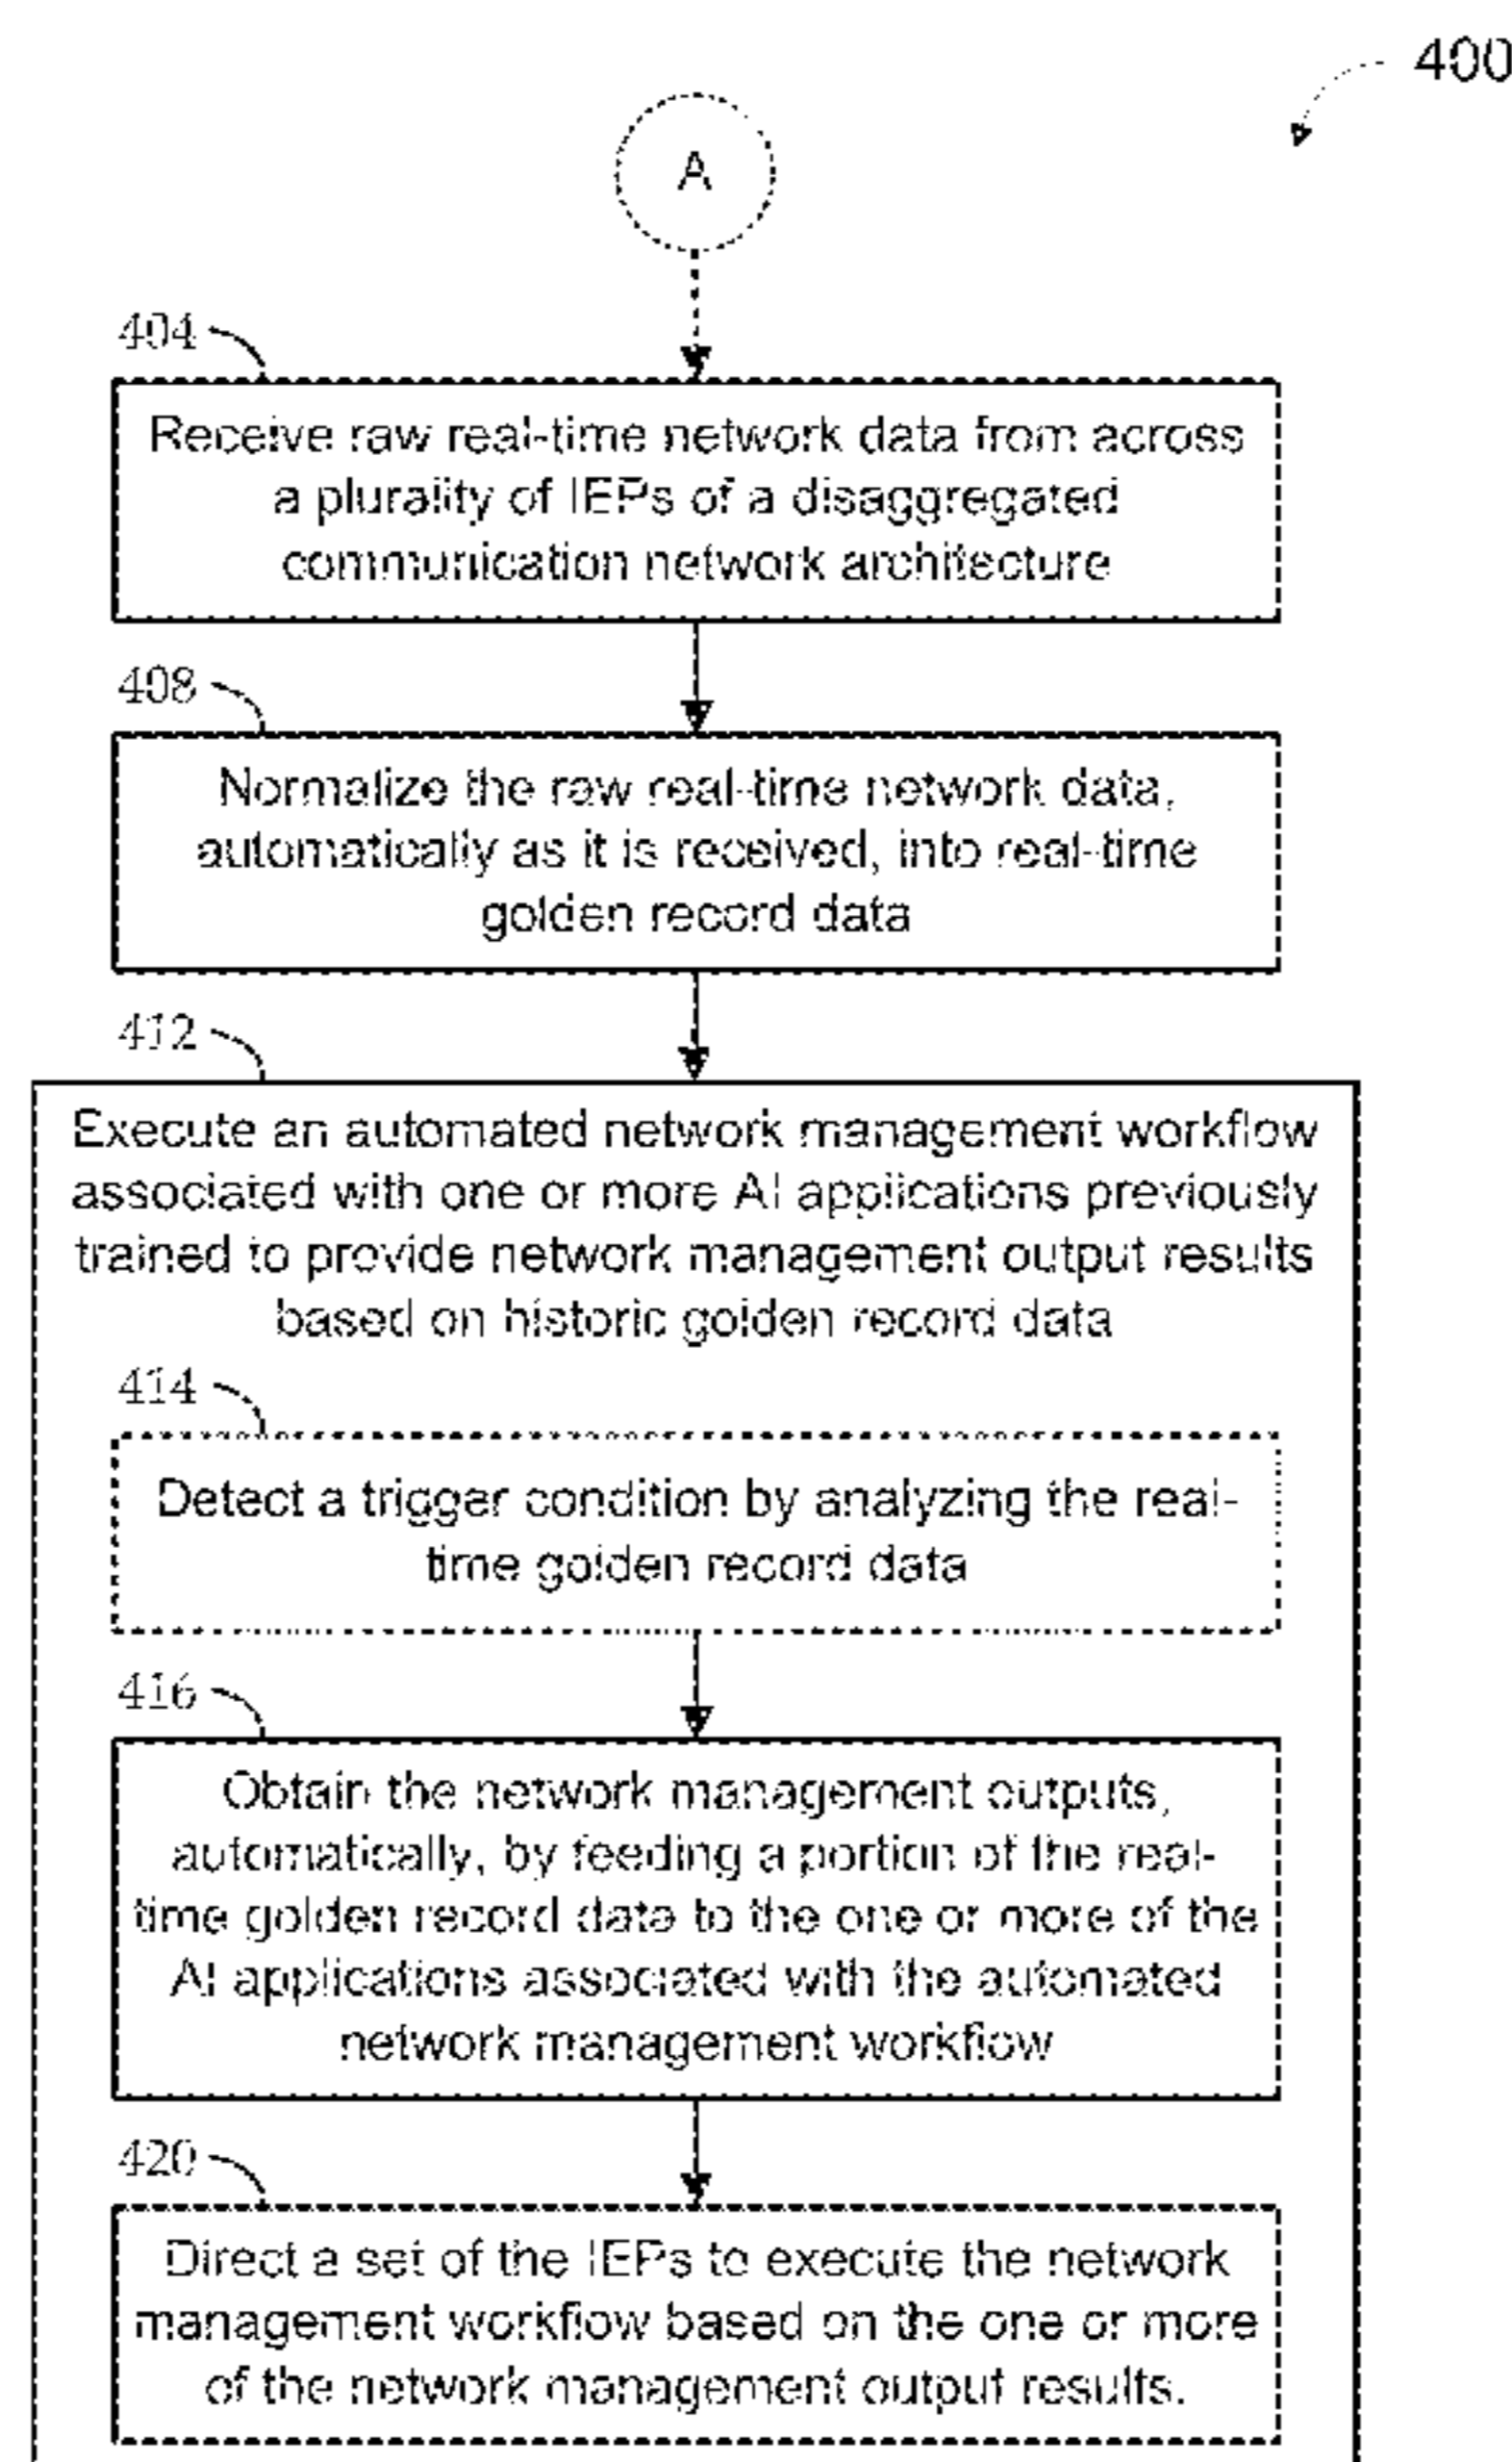 400
A
404
Receive raw real-time network data from across
a plurality of IEPs of a disaggregated
communication network architecture
408
Normalize the raw real-time network data,
automatically as it is received, into real-time
golden record data
412
Execute an automated network management workflow
associated with one or more AI applications previously
trained to provide network management output results
based on historic golden record data
414
Detect a trigger condition by analyzing the real-
time golden record data
416
Obtain the network management outputs,
automatically, by feeding a portion of the real-
time golden record data to the one or more of the
AI applications associated with the automated
network management workflow
420
Direct a set of the IEPs to execute the network
management workflow based on the one or more
of the network management output results.